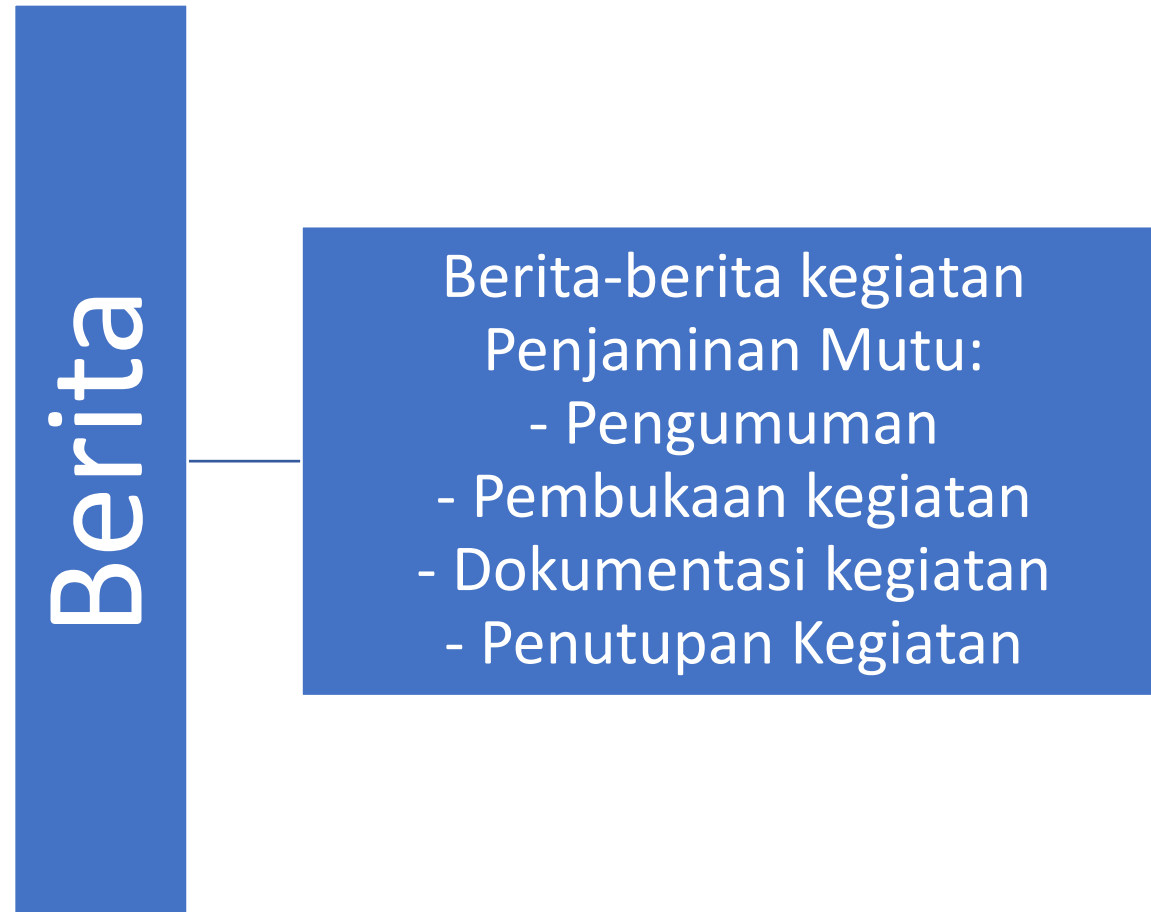 Berita
Berita-berita kegiatan
Penjaminan Mutu:
- Pengumuman
- Pembukaan kegiatan
- Dokumentasi kegiatan
- Penutupan Kegiatan